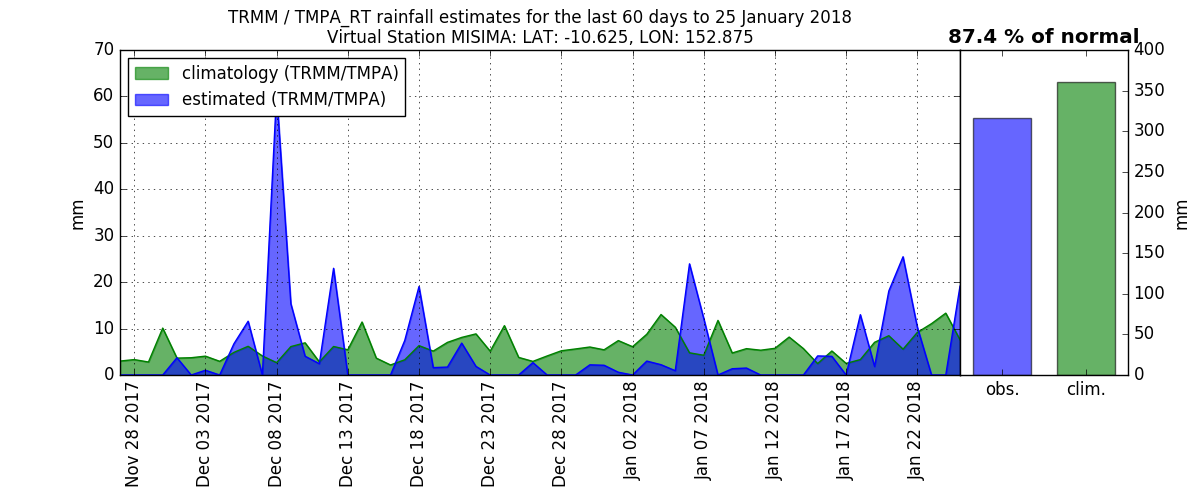 TRMM / TMPA_RT rainfall estimates for the last 60 days to 25 January 2018
Virtual Station MISIMA: LAT: -10.625, LON: 152.875
87.4 % of normal
climatology (TRMM/TMPA)
estimated (TRMM/TMPA)
70
60
50
40
30
20
10
0
mm
Nov 28 2017
Dec 03 2017
Dec 08 2017
Dec 13 2017
Dec 18 2017
Dec 23 2017
Dec 28 2017
Jan 02 2018
Jan 07 2018
Jan 12 2018
Jan 17 2018
Jan 22 2018
obs.
clim.
400
350
300
250
200
150
100
50
0
mm